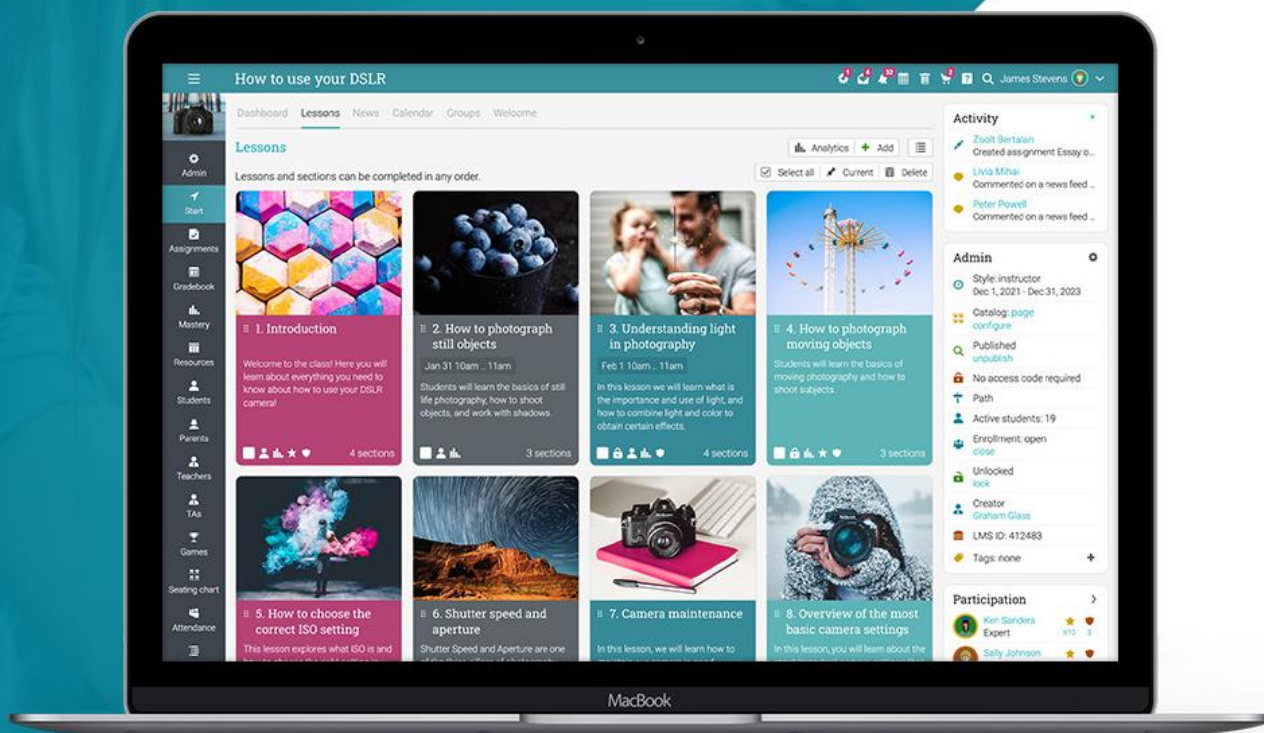 How to use your DSLR
1
4
32
2
James Stevens
Dashboard Lessons News Calendar Groups Welcome
Lessons
Analytics
Add
Lessons and sections can be completed in any order.
Select all
Current
Delete
Admin
Start
Assignments
Gradebook
Mastery
Resources
Students
Parents
Teachers
TAs
Games
Seating chart
Attendance
1. Introduction
Welcome to the class! Here you will
learn about everything you need to
know about how to use your DSLR
camera!
4 sections
2. How to photograph
still objects
Jan 31 10am .. 11am
Students will learn the basics of still
life photography, how to shoot
objects, and work with shadows.
3 sections
3. Understanding light
in photography
Feb 1 10am .. 11am
In this lesson we will learn what is
the importance and use of light, and
how to combine light and color to
obtain certain effects.
4 sections
4. How to photograph
moving objects
Students will learn the basics of
moving photography and how to
shoot subjects.
3 sections
5. How to choose the
correct ISO setting
This lesson explores what ISO is and
6. Shutter speed and
aperture
Shutter Speed and Aperture are one
7. Camera maintenance
In this lesson, we will learn how to
8. Overview of the most
basic camera settings
In this lesson, you will learn about the
Activity
Zsolt Bertalan
Created assignment Essay o...
Livia Mihai
Commented on a news feed ...
Peter Powell
Commented on a news feed ...
Admin
Style: instructor
Dec 1, 2021 - Dec 31, 2023
Catalog: page
configure
Published
unpublish
No access code required
Path
Active students: 19
Enrollment: open
close
Unlocked
lock
Creator
Graham Glass
LMS ID: 412483
Tags: none
Participation
Ken Sanders
Expert
610 3
Sally Johnson
MacBook